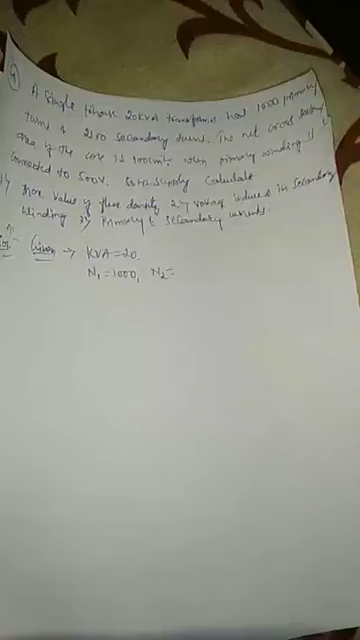 A Single phase 20KVA transformer has 1000 primary
turns & secondary turns. The net cross
area of the core is 100cm². when primary winding is
connected to 500V, 50Hz supply Calculate
1> max value of flux density 2> voltage induced in Secondary
winding 3> Primary & secondary currents.
Sol:- Given → KVA=20.
N₁=1000, N₂=